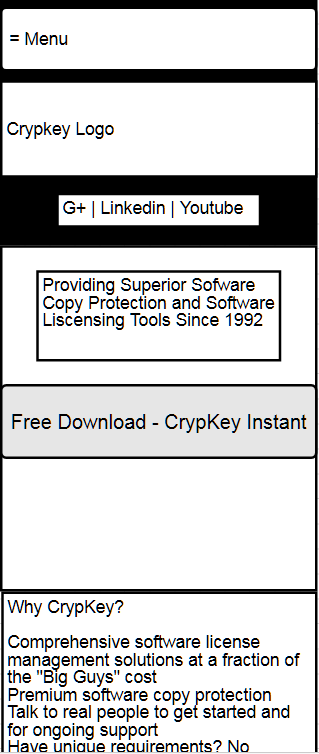 = Menu
Crypkey Logo
G+ | Linkedin | Youtube
Providing Superior Sofware
Copy Protection and Software
Liscensing Tools Since 1992
Free Download - CrypKey Instant
Why CrypKey?
Comprehensive software license
management solutions at a fraction of
the "Big Guys" cost
Premium software copy protection
Talk to real people to get started and
for ongoing support
Have unique requirements? No